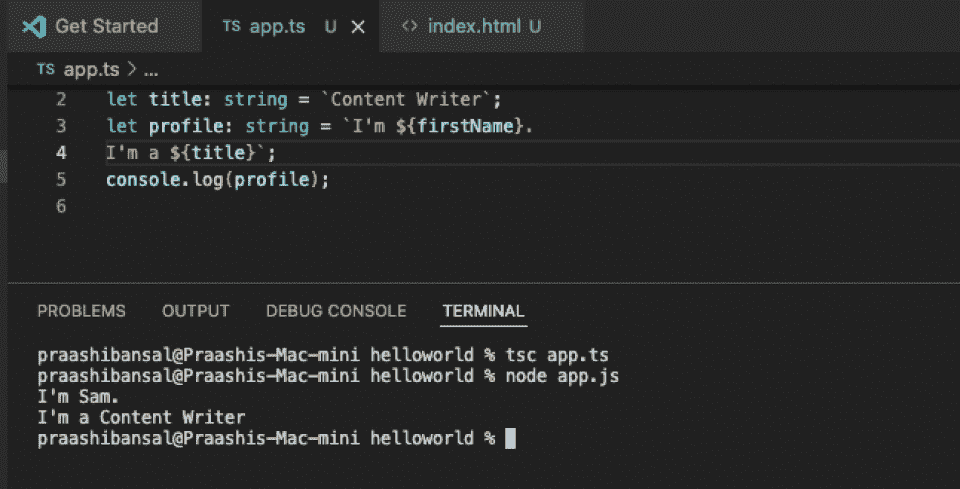 Get Started TS app.ts U <> index.html U
TS app.ts > ...
2 let title: string = `Content Writer`;
3 let profile: string = `I'm ${firstName}.
4 I'm a ${title}`;
5 console.log(profile);
6
PROBLEMS OUTPUT DEBUG CONSOLE TERMINAL
praashibansal@Praashis-Mac-mini helloworld % tsc app.ts
praashibansal@Praashis-Mac-mini helloworld % node app.js
I'm Sam.
I'm a Content Writer
praashibansal@Praashis-Mac-mini helloworld %